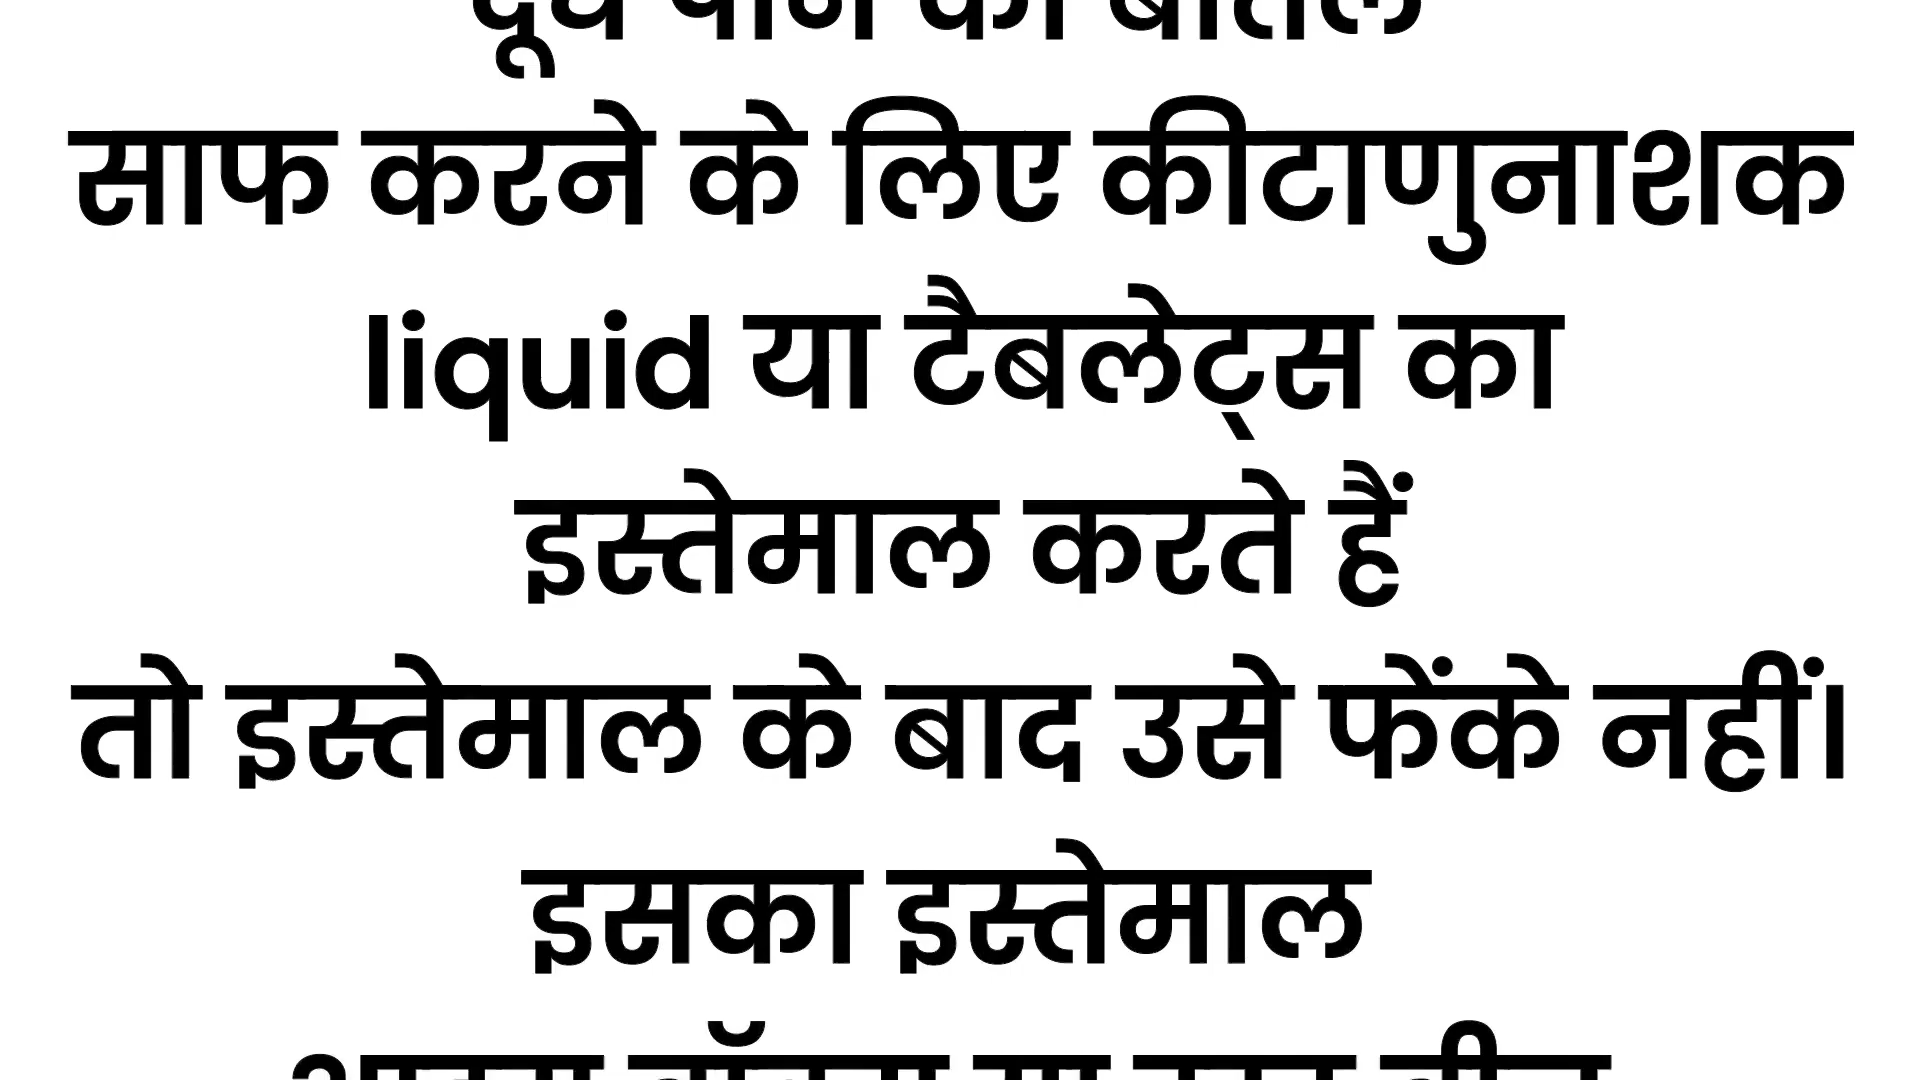 साफ करने के लिए कीटाणुनाशक
liquid या टैबलेट्स का
इस्तेमाल करते हैं
तो इस्तेमाल के बाद उसे फेंके नहीं।
इसका इस्तेमाल